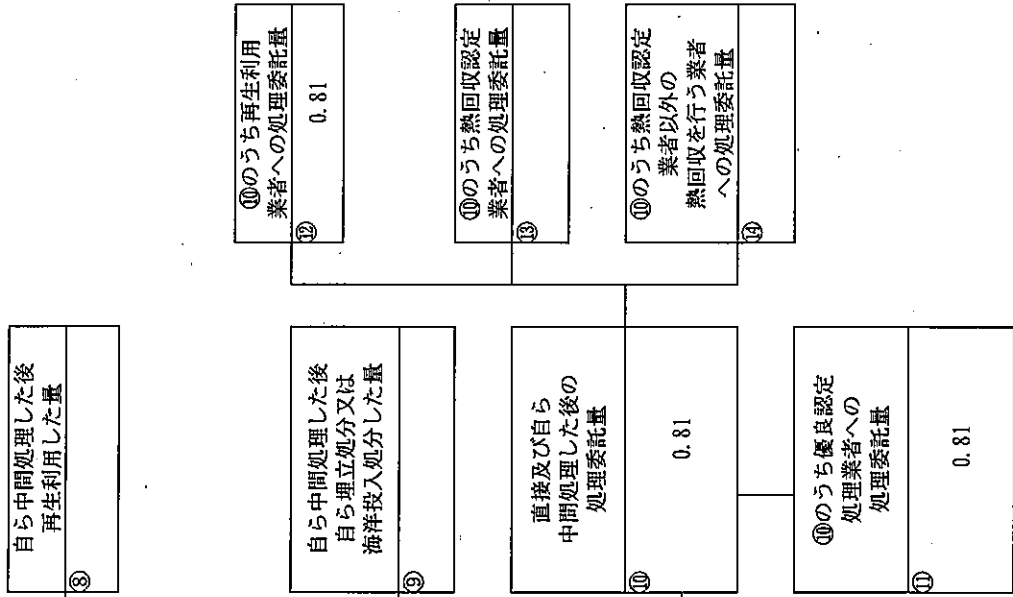 自ら中間処理した後
再生利用した量
⑧
自ら中間処理した後
自ら埋立処分又は
海洋投入処分した量
⑨
直接及び自ら
中間処理した後の
処理委託量
⑩
0.81
⑩のうち優良認定
処理業者への
処理委託量
⑪
0.81
⑩のうち再生利用
業者への処理委託量
⑫
0.81
⑩のうち熱回収認定
業者への処理委託量
⑬
⑩のうち熱回収認定
業者以外の
熱回収を行う業者
への処理委託量
⑭